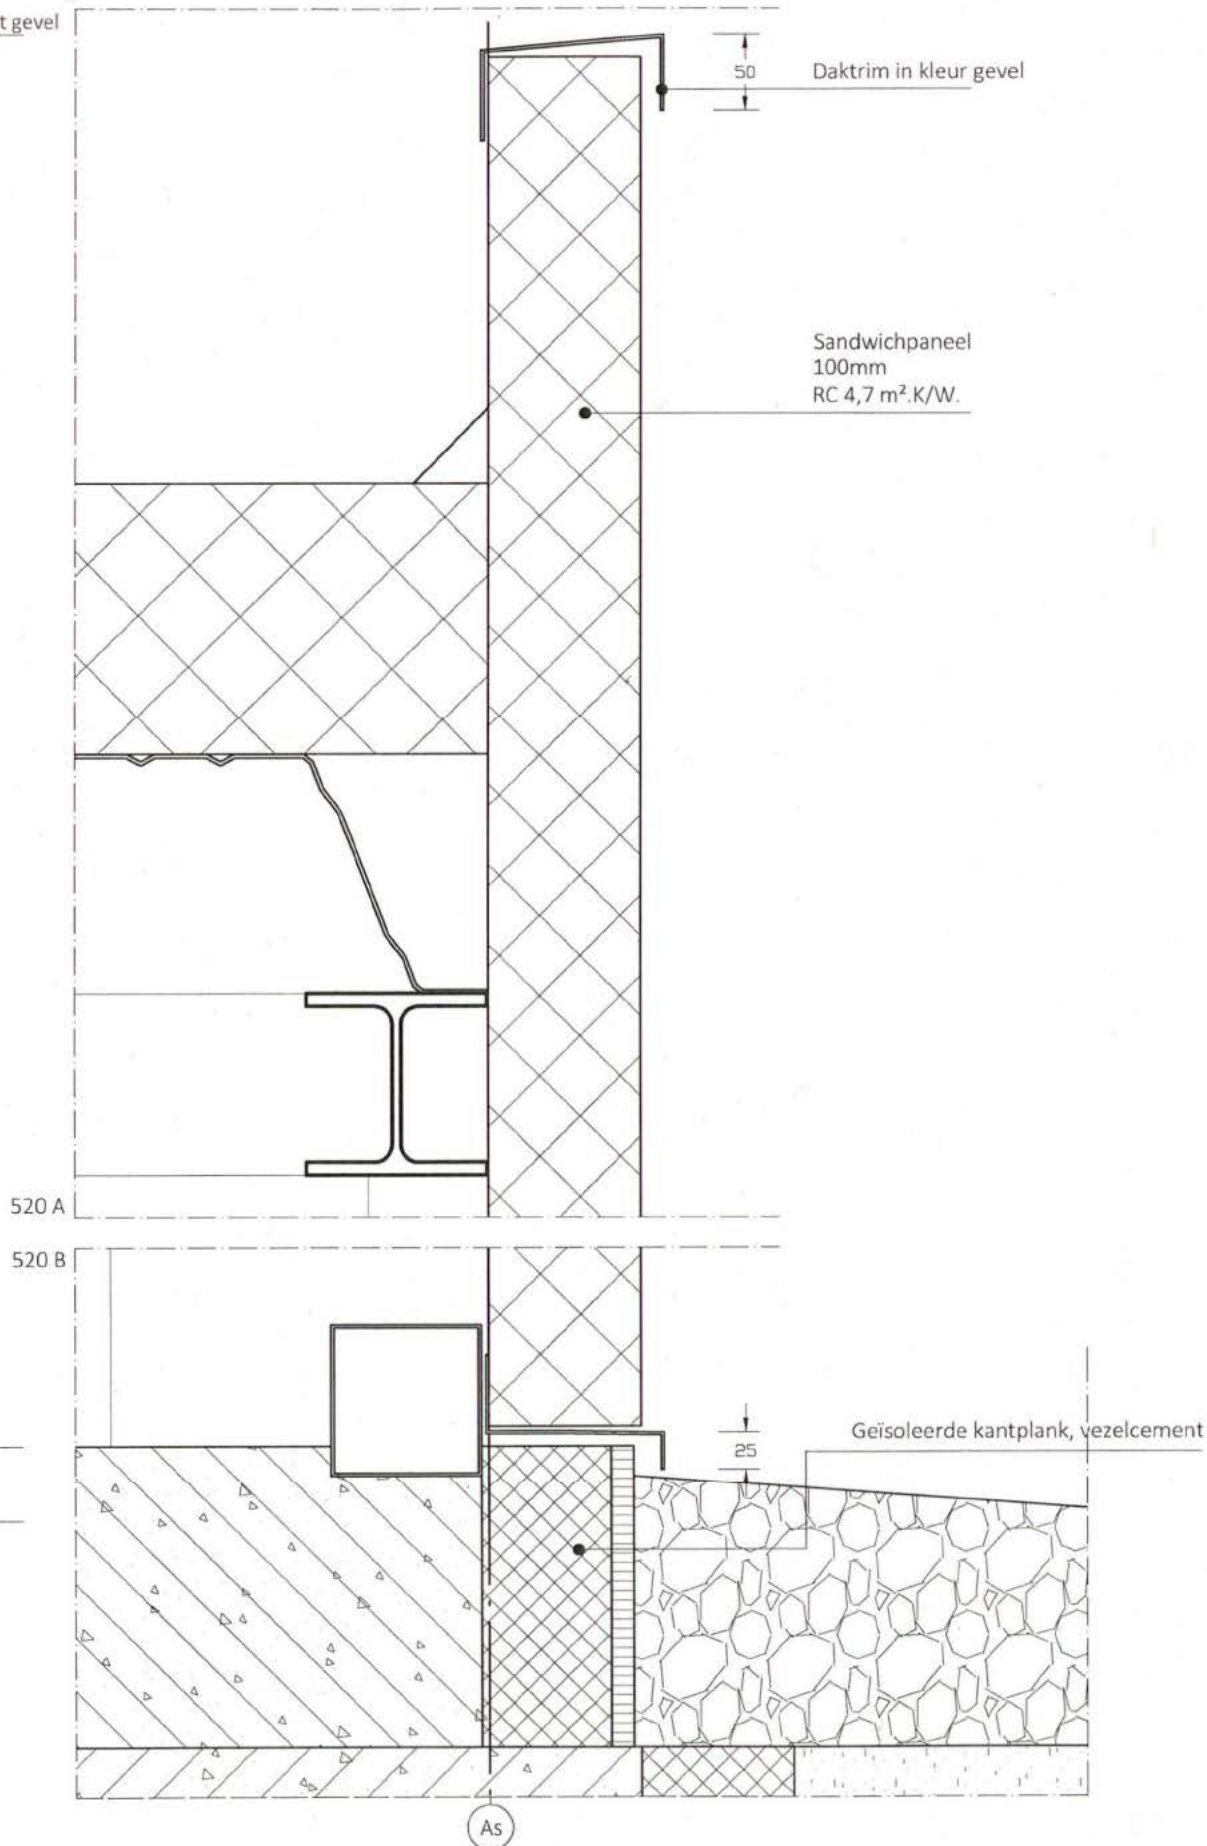 t gevel
50
Daktrim in kleur gevel
Sandwichpaneel
100mm
RC 4,7 m².K/W.
520 A
520 B
Geïsoleerde kantplank, vezelcement
25
As